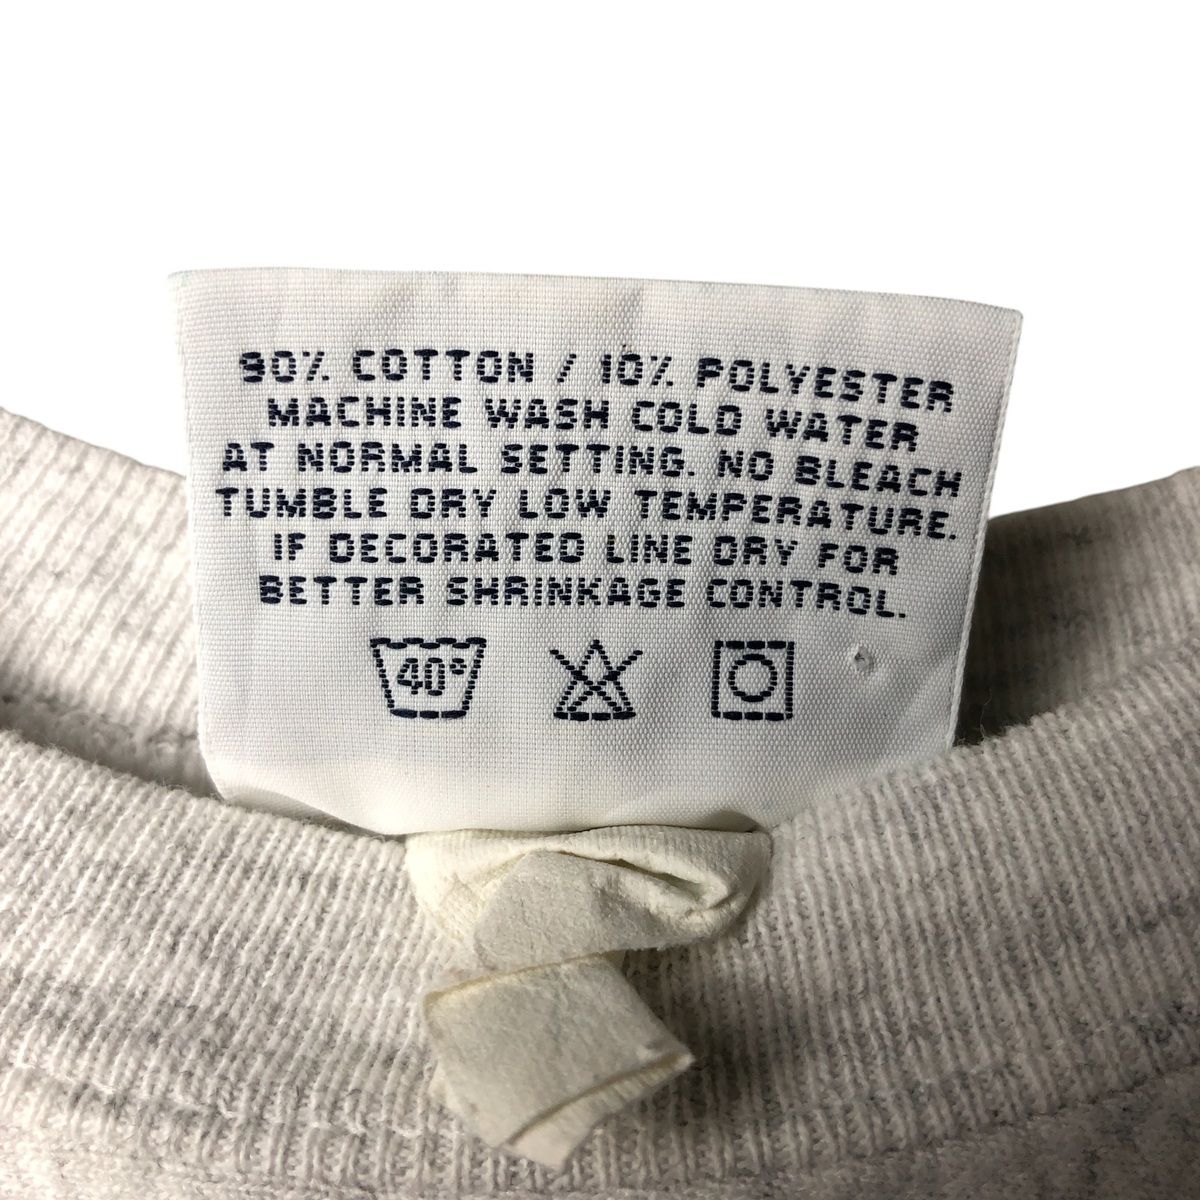 90% COTTON / 10% POLYESTER
MACHINE WASH COLD WATER
AT NORMAL SETTING. NO BLEACH
TUMBLE DRY LOW TEMPERATURE.
IF DECORATED LINE DRY FOR
BETTER SHRINKAGE CONTROL.
40°